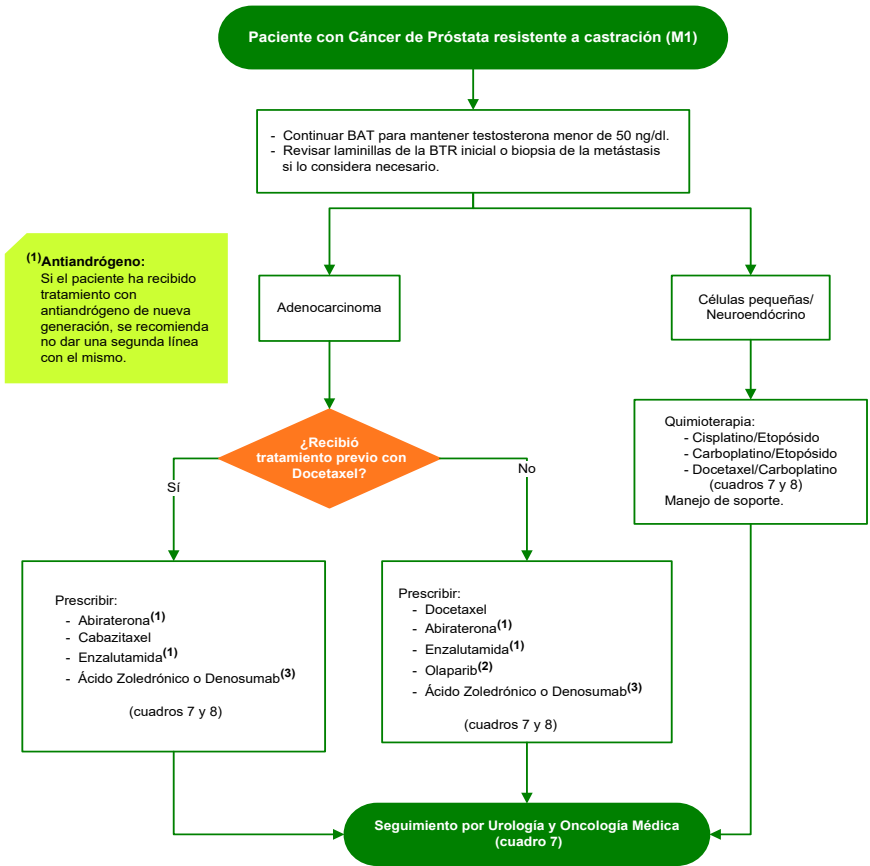 Paciente con Cáncer de Próstata resistente a castración (M1)
- Continuar BAT para mantener testosterona menor de 50 ng/dl.
- Revisar laminillas de la BTR inicial o biopsia de la metástasis
si lo considera necesario.
(1)Antiandrógeno:
Si el paciente ha recibido
tratamiento con
antiandrógeno de nueva
generación, se recomienda
no dar una segunda línea
con el mismo.
Adenocarcinoma
Células pequeñas/
Neuroendócrino
¿Recibió
tratamiento previo con
Docetaxel?
Sí
No
Quimioterapia:
- Cisplatino/Etopósido
- Carboplatino/Etopósido
- Docetaxel/Carboplatino
(cuadros 7 y 8)
Manejo de soporte.
Prescribir:
- Abiraterona(1)
- Cabazitaxel
- Enzalutamida(1)
- Ácido Zoledrónico o Denosumab(3)
(cuadros 7 y 8)
Prescribir:
- Docetaxel
- Abiraterona(1)
- Enzalutamida(1)
- Olaparib(2)
- Ácido Zoledrónico o Denosumab(3)
(cuadros 7 y 8)
Seguimiento por Urología y Oncología Médica
(cuadro 7)